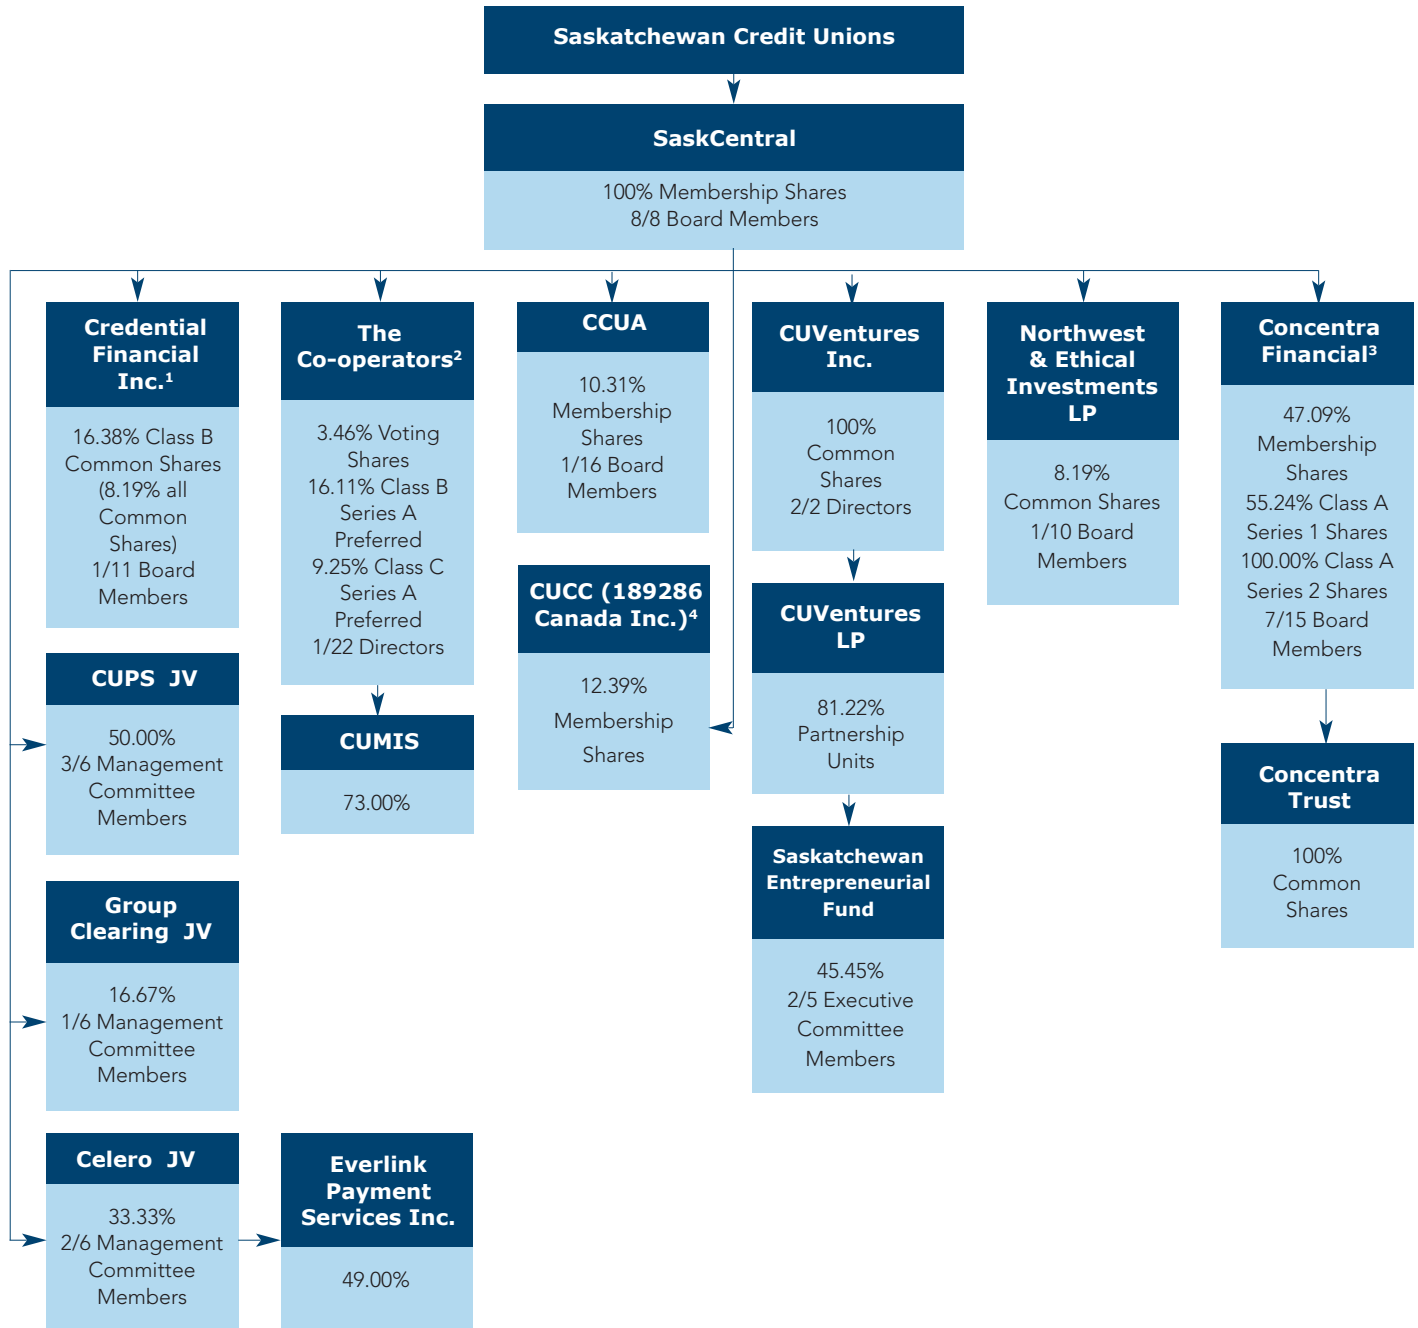 Saskatchewan Credit Unions
SaskCentral
100% Membership Shares
8/8 Board Members
Credential
Financial
Inc.¹
16.38% Class B
Common Shares
(8.19% all
Common
Shares)
1/11 Board
Members
The
Co-operators²
3.46% Voting
Shares
16.11% Class B
Series A
Preferred
9.25% Class C
Series A
Preferred
1/22 Directors
CCUA
10.31%
Membership
Shares
1/16 Board
Members
CUVentures
Inc.
100%
Common
Shares
2/2 Directors
Northwest
& Ethical
Investments
LP
8.19%
Common Shares
1/10 Board
Members
Concentra
Financial³
47.09%
Membership
Shares
55.24% Class A
Series 1 Shares
100.00% Class A
Series 2 Shares
7/15 Board
Members
CUCC (189286
Canada Inc.)⁴
12.39%
Membership
Shares
CUVentures
LP
81.22%
Partnership
Units
CUPS JV
50.00%
3/6 Management
Committee
Members
CUMIS
73.00%
Concentra
Trust
100%
Common
Shares
Saskatchewan
Entrepreneurial
Fund
45.45%
2/5 Executive
Committee
Members
Group
Clearing JV
16.67%
1/6 Management
Committee
Members
Celero JV
33.33%
2/6 Management
Committee
Members
Everlink
Payment
Services Inc.
49.00%